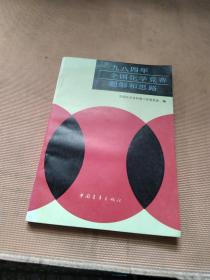 一九八四年
全国化学竞赛
题解和思路
中国青年出版社